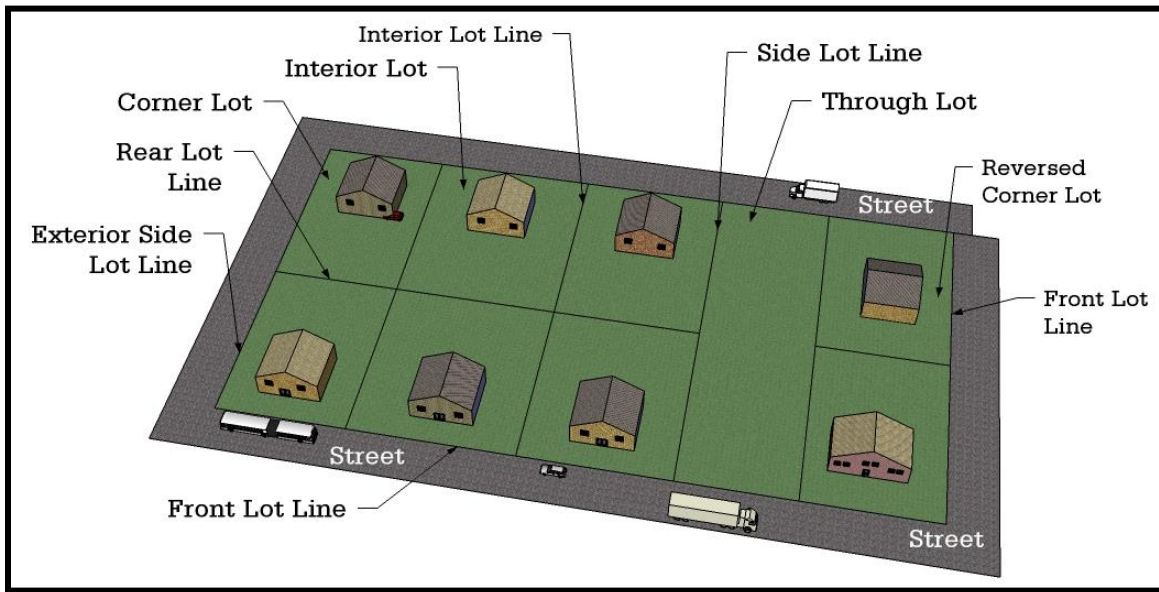 Interior Lot Line
Side Lot Line
Interior Lot
Through Lot
Corner Lot
Rear Lot
Line
Reversed
Corner Lot
Street
Exterior Side
Lot Line
Front Lot
Line
Street
Front Lot Line
Street